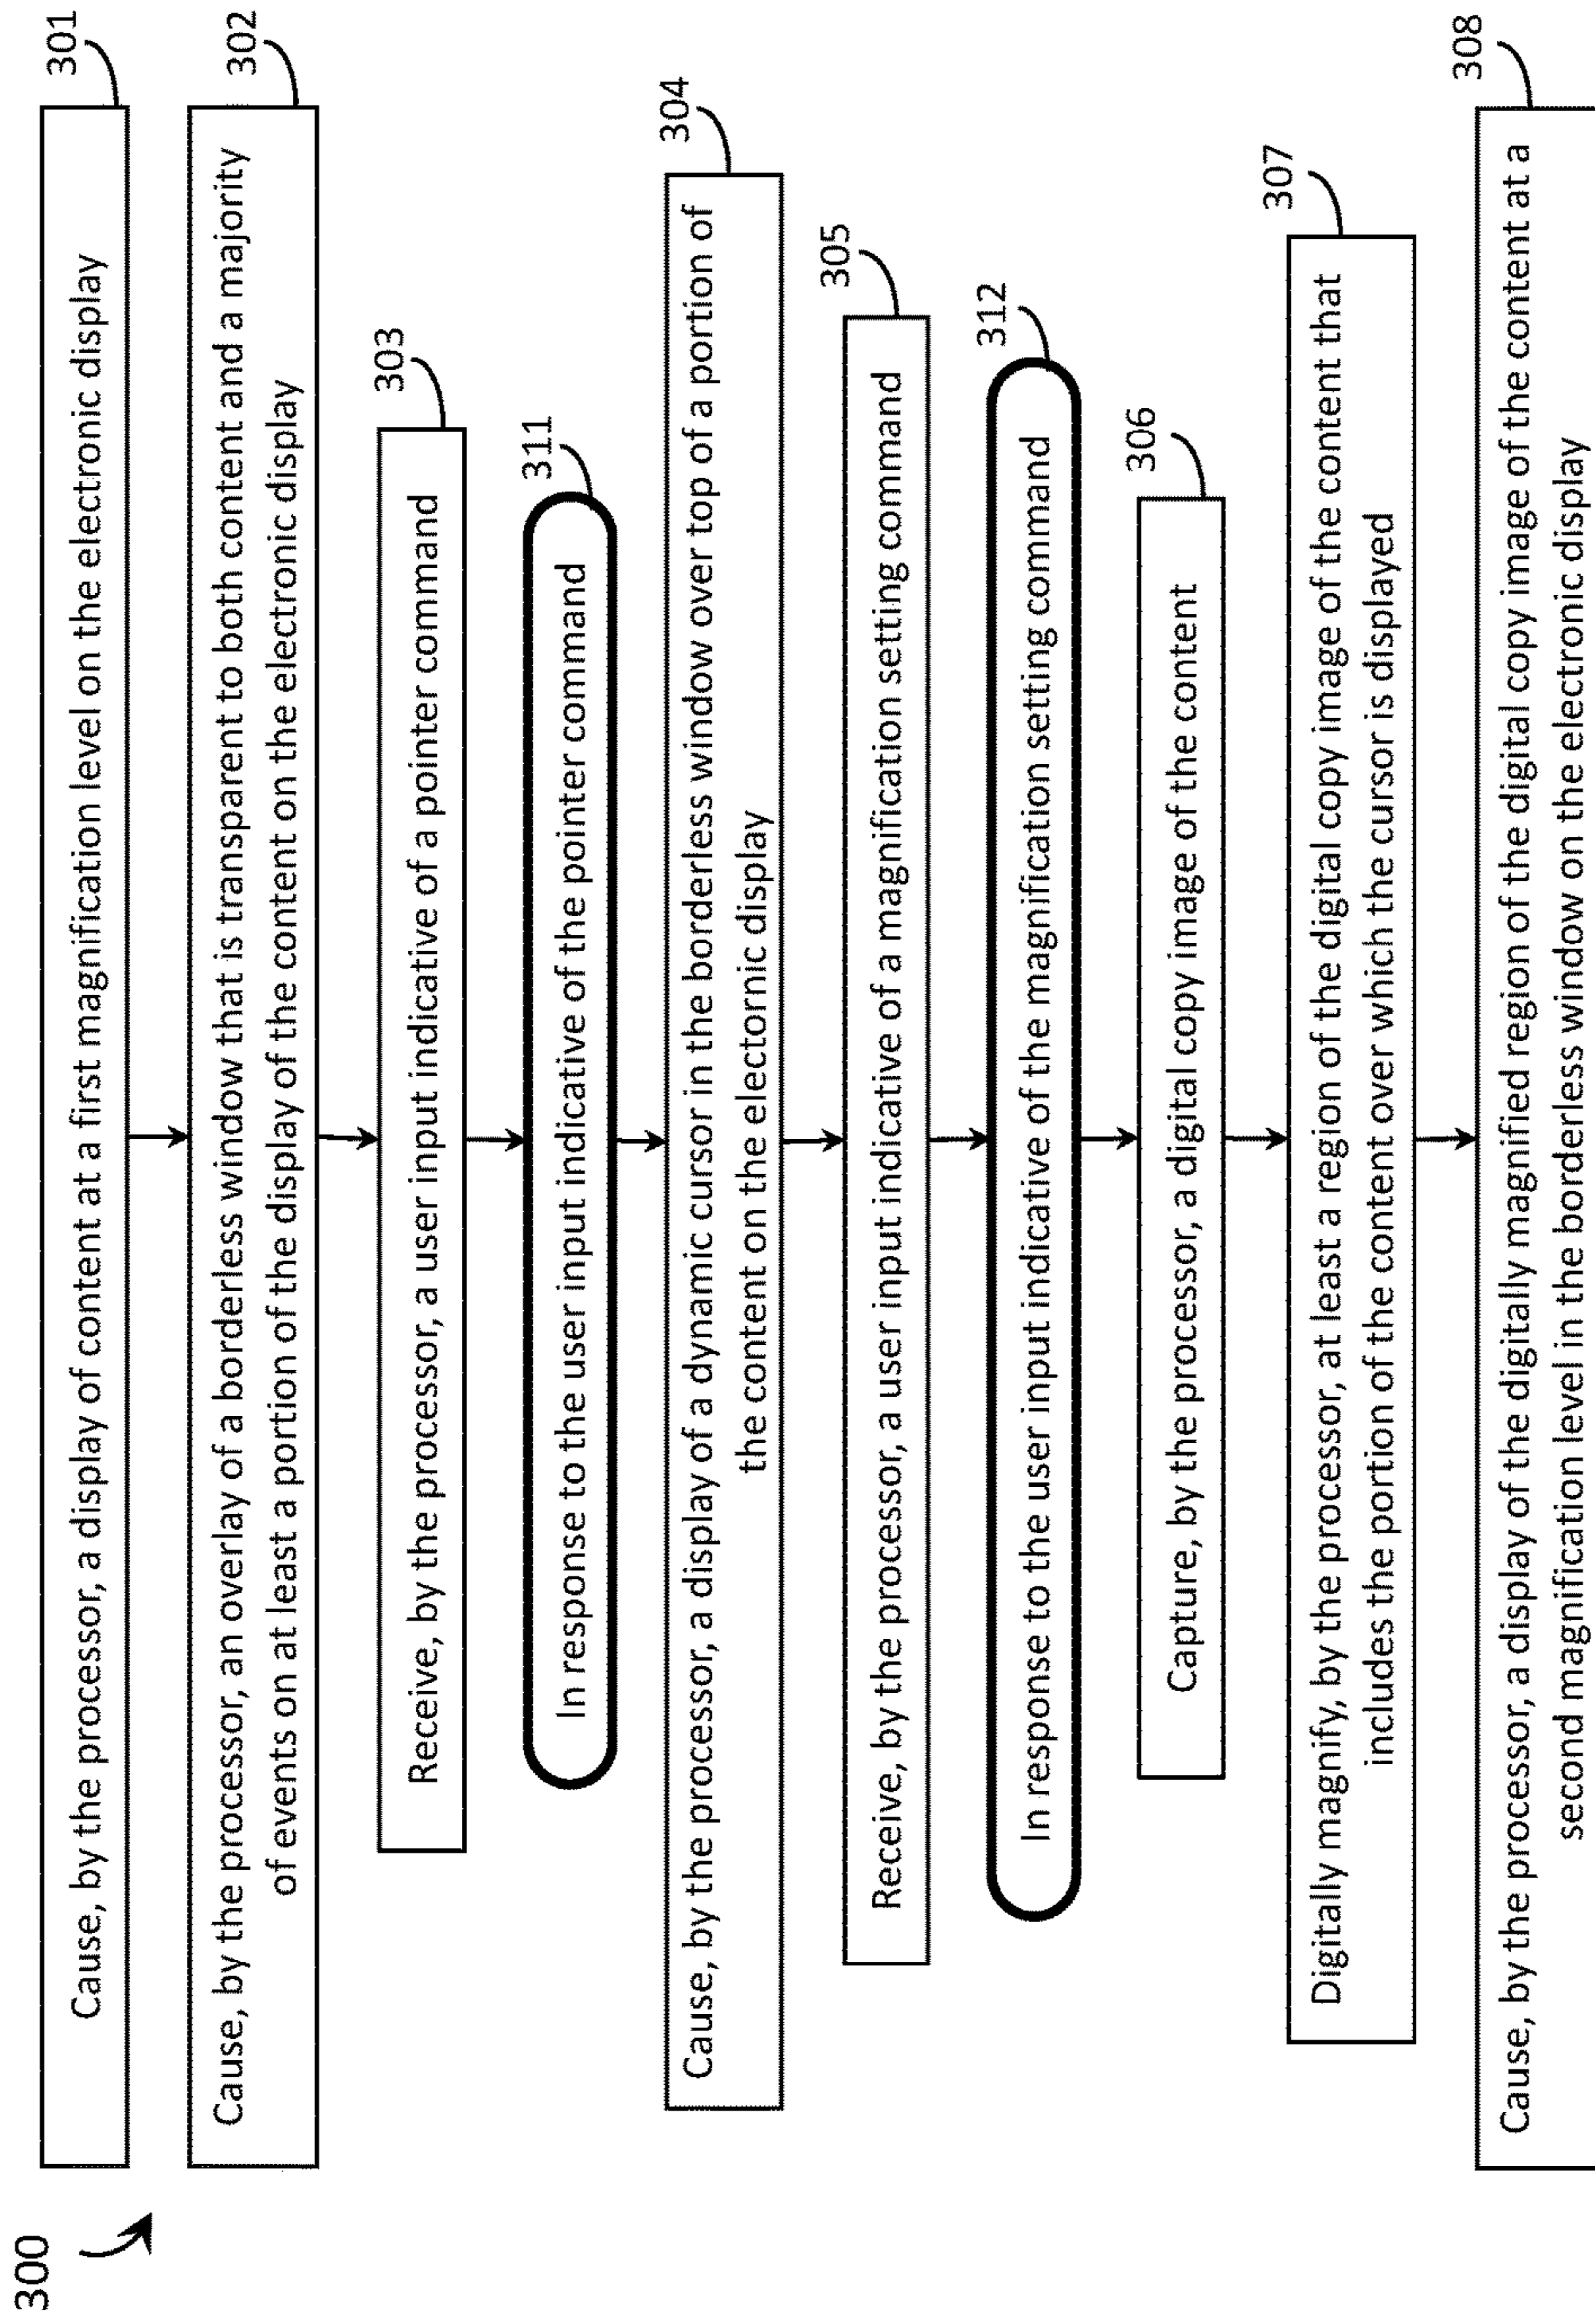 300
301
Cause, by the processor, a display of content at a first magnification level on the electronic display
302
Cause, by the processor, an overlay of a borderless window that is transparent to both content and a majority
of events on at least a portion of the display of the content on the electronic display
303
Receive, by the processor, a user input indicative of a pointer command
311
In response to the user input indicative of the pointer command
304
Cause, by the processor, a display of a dynamic cursor in the borderless window over top of a portion of
the content on the electornic display
305
Receive, by the processor, a user input indicative of a magnification setting command
312
In response to the user input indicative of the magnification setting command
306
Capture, by the processor, a digital copy image of the content
307
Digitally magnify, by the processor, at least a region of the digital copy image of the content that
includes the portion of the content over which the cursor is displayed
308
Cause, by the processor, a display of the digitally magnified region of the digital copy image of the content at a
second magnification level in the borderless window on the electronic display